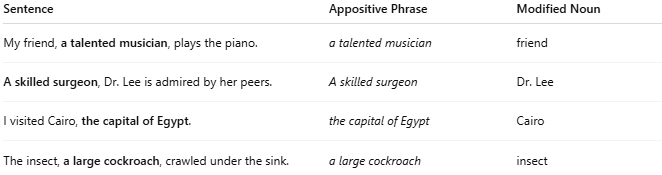 Sentence Appositive Phrase Modified Noun
My friend, a talented musician, plays the piano. a talented musician friend
A skilled surgeon, Dr. Lee is admired by her peers. A skilled surgeon Dr. Lee
I visited Cairo, the capital of Egypt. the capital of Egypt Cairo
The insect, a large cockroach, crawled under the sink. a large cockroach insect